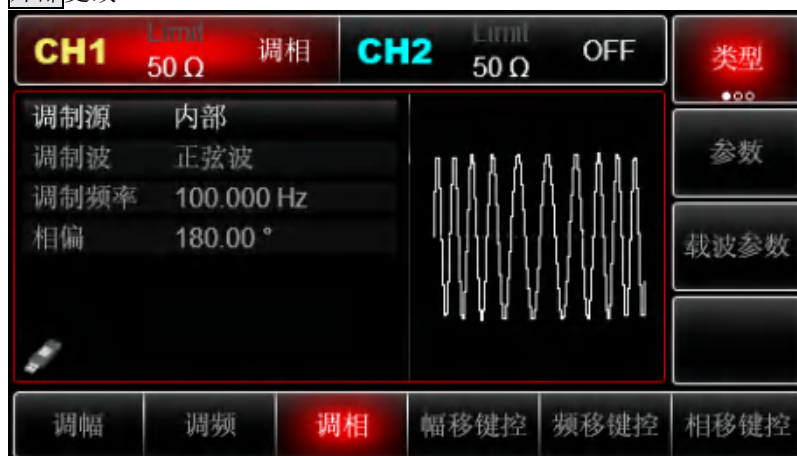 CH1 Limit 50 Ω 调相 CH2 Limit 50 Ω OFF 类型
调制源 内部
调制波 正弦波
调制频率 100.000 Hz
相偏 180.00 °
参数
载波参数
调幅 调频 调相 幅移键控 频移键控 相移键控